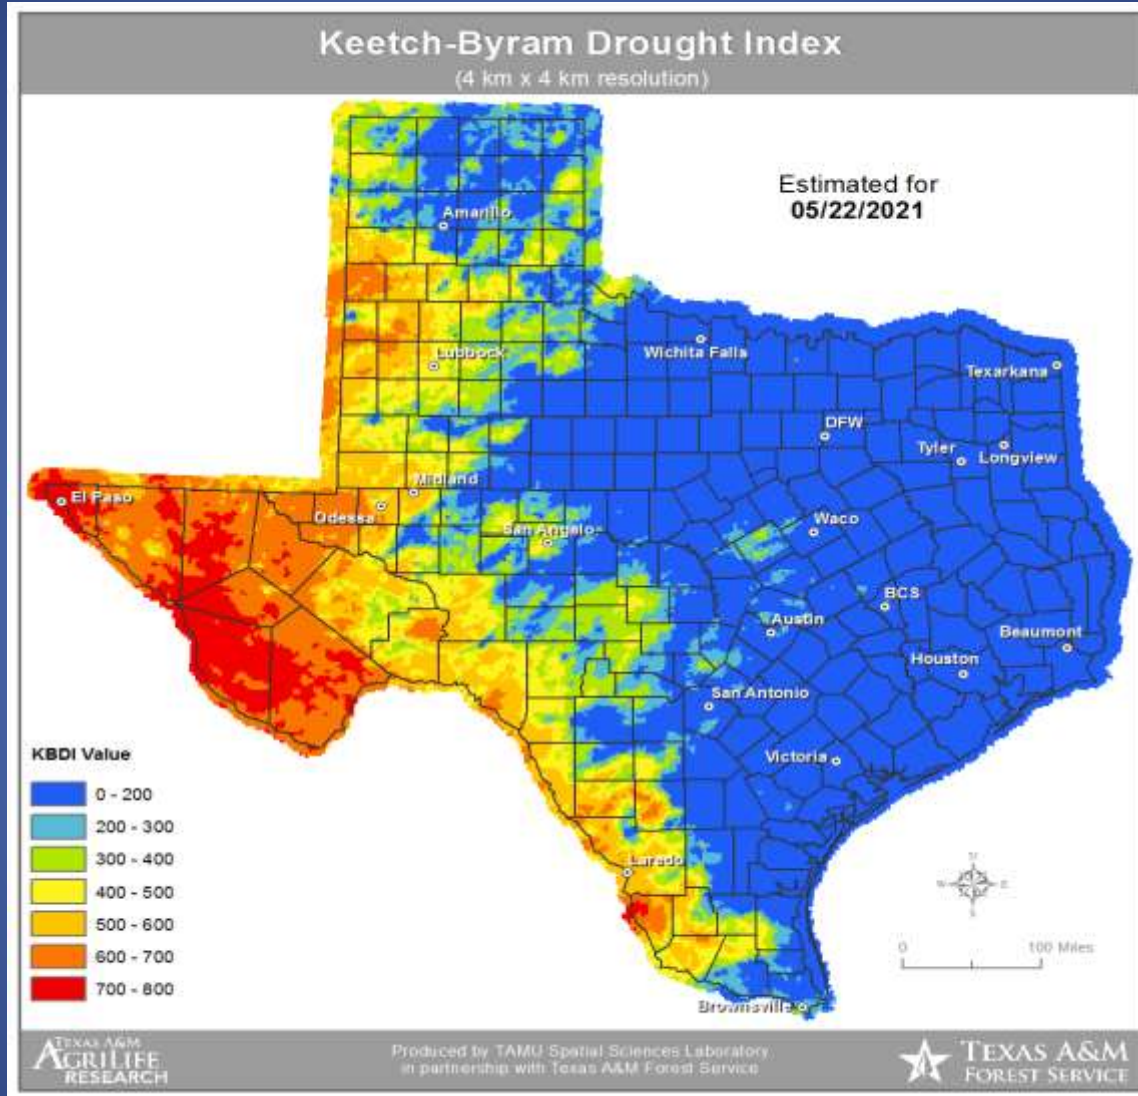 Keetch-Byram Drought Index
(4 km x 4 km resolution)
Estimated for
05/22/2021
Amarillo
Lubbock
Wichita Falls
Texarkana
DFW
Tyler
Longview
Midland
El Paso
Odessa
San Angelo
Waco
BCS
Austin
Beaumont
Houston
San Antonio
Victoria
KBDI Value
0 - 200
200 - 300
300 - 400
400 - 500
500 - 600
600 - 700
700 - 800
Laredo
N
W E
S
0 100 Miles
Brownsville
TEXAS A&M
AGRILIFE
RESEARCH
Produced by TAMU Spatial Sciences Laboratory
in partnership with Texas A&M Forest Service
TEXAS A&M
FOREST SERVICE